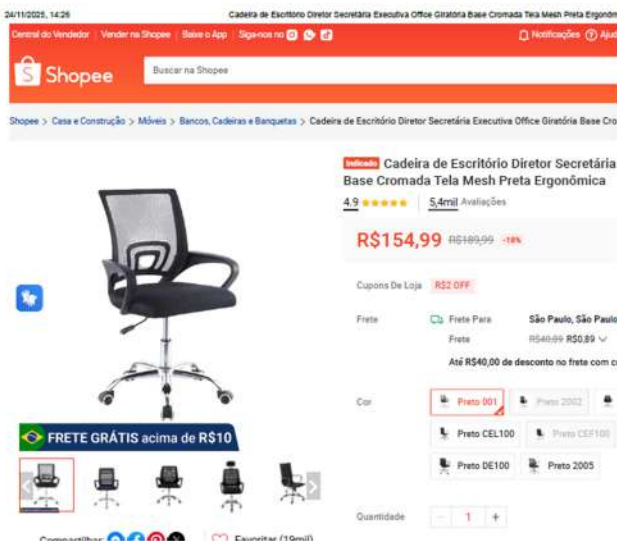 24/11/2025, 14:26
Cadeira de Escritório Diretor Secretária Executiva Office Giratória Base Cromada Tela Mesh Preta Ergonôm
Central do Vendedor Vender na Shopee Baixe o App Siga-nos no
Notificações Ajud
Shopee
Buscar na Shopee
Shopee > Casa e Construção > Móveis > Bancos, Cadeiras e Banquetas > Cadeira de Escritório Diretor Secretária Executiva Office Giratória Base Cro
Indicado Cadeira de Escritório Diretor Secretária
Base Cromada Tela Mesh Preta Ergonômica
4.9
5,4mil Avaliações
R$154,99 R$189,99 -18%
Cupons De Loja R$2 OFF
Frete Frete Para São Paulo, São Paulo
Frete R$40,89 R$0,89
Até R$40,00 de desconto no frete com c
Cor Preto 001 Preto 2002
Preto CEL100 Preto CEF100
Preto DE100 Preto 2005
FRETE GRÁTIS acima de R$10
Quantidade - 1 +
Compartilhar: Favoritar (19mil)